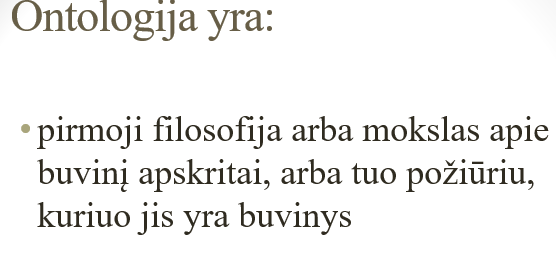 Ontologija yra:
• pirmoji filosofija arba mokslas apie
buvinį apskritai, arba tuo požiūriu,
kuriuo jis yra buvinys